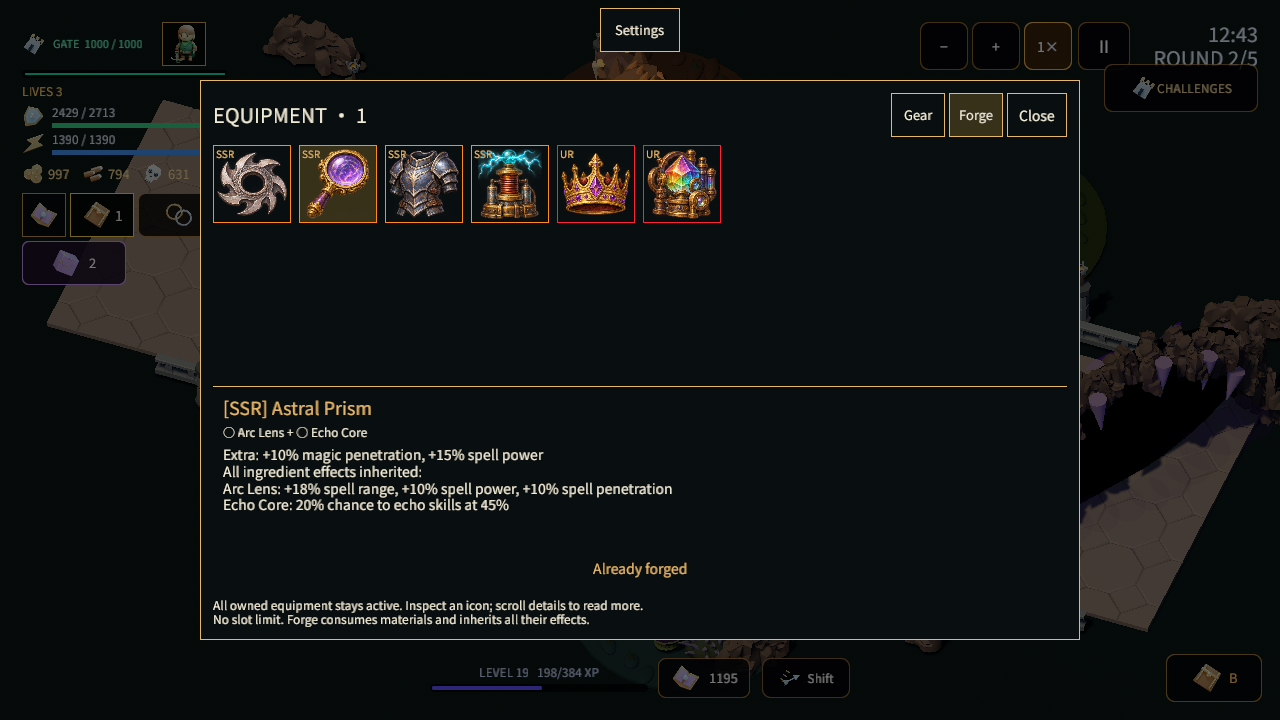 Settings
GATE 1000 / 1000
12:43
ROUND 2/5
− + 1× II
CHALLENGES
LIVES 3
2429 / 2713
1390 / 1390
997 794 631
1
2
EQUIPMENT • 1
Gear Forge Close
SSR SSR SSR SSR UR UR
[SSR] Astral Prism
○ Arc Lens + ○ Echo Core
Extra: +10% magic penetration, +15% spell power
All ingredient effects inherited:
Arc Lens: +18% spell range, +10% spell power, +10% spell penetration
Echo Core: 20% chance to echo skills at 45%
Already forged
All owned equipment stays active. Inspect an icon; scroll details to read more.
No slot limit. Forge consumes materials and inherits all their effects.
LEVEL 19 198/384 XP
1195
Shift
B